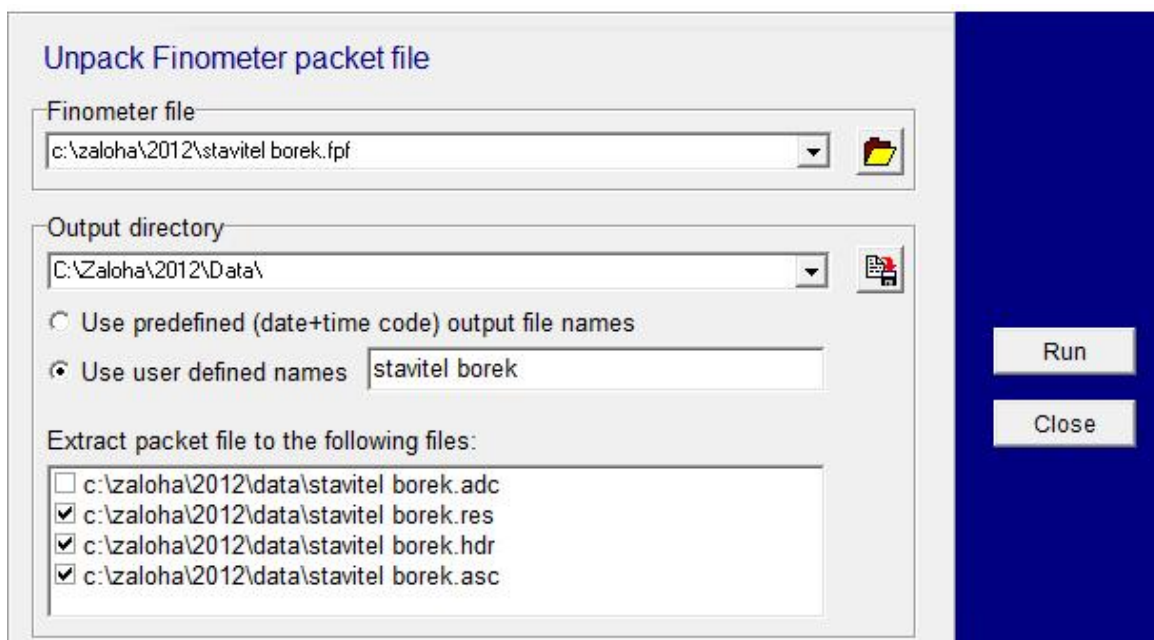 Unpack Finometer packet file
Finometer file
c:\zaloha\2012\stavitel borek.fpf
Output directory
C:\Zaloha\2012\Data\
Use predefined (date+time code) output file names
Use user defined names stavitel borek
Run
Close
Extract packet file to the following files:
c:\zaloha\2012\data\stavitel borek.adc
c:\zaloha\2012\data\stavitel borek.res
c:\zaloha\2012\data\stavitel borek.hdr
c:\zaloha\2012\data\stavitel borek.asc